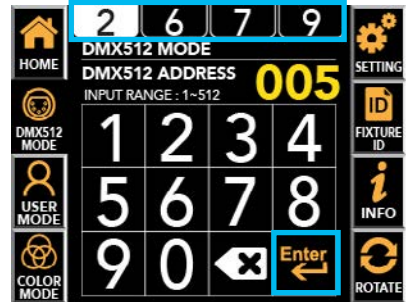 2 6 7 9
HOME
DMX512 MODE
DMX512 ADDRESS
INPUT RANGE : 1~512
005
SETTING
DMX512
MODE
1 2 3 4
ID
FIXTURE
ID
USER
MODE
5 6 7 8
i
INFO
COLOR
MODE
9 0
Enter
ROTATE